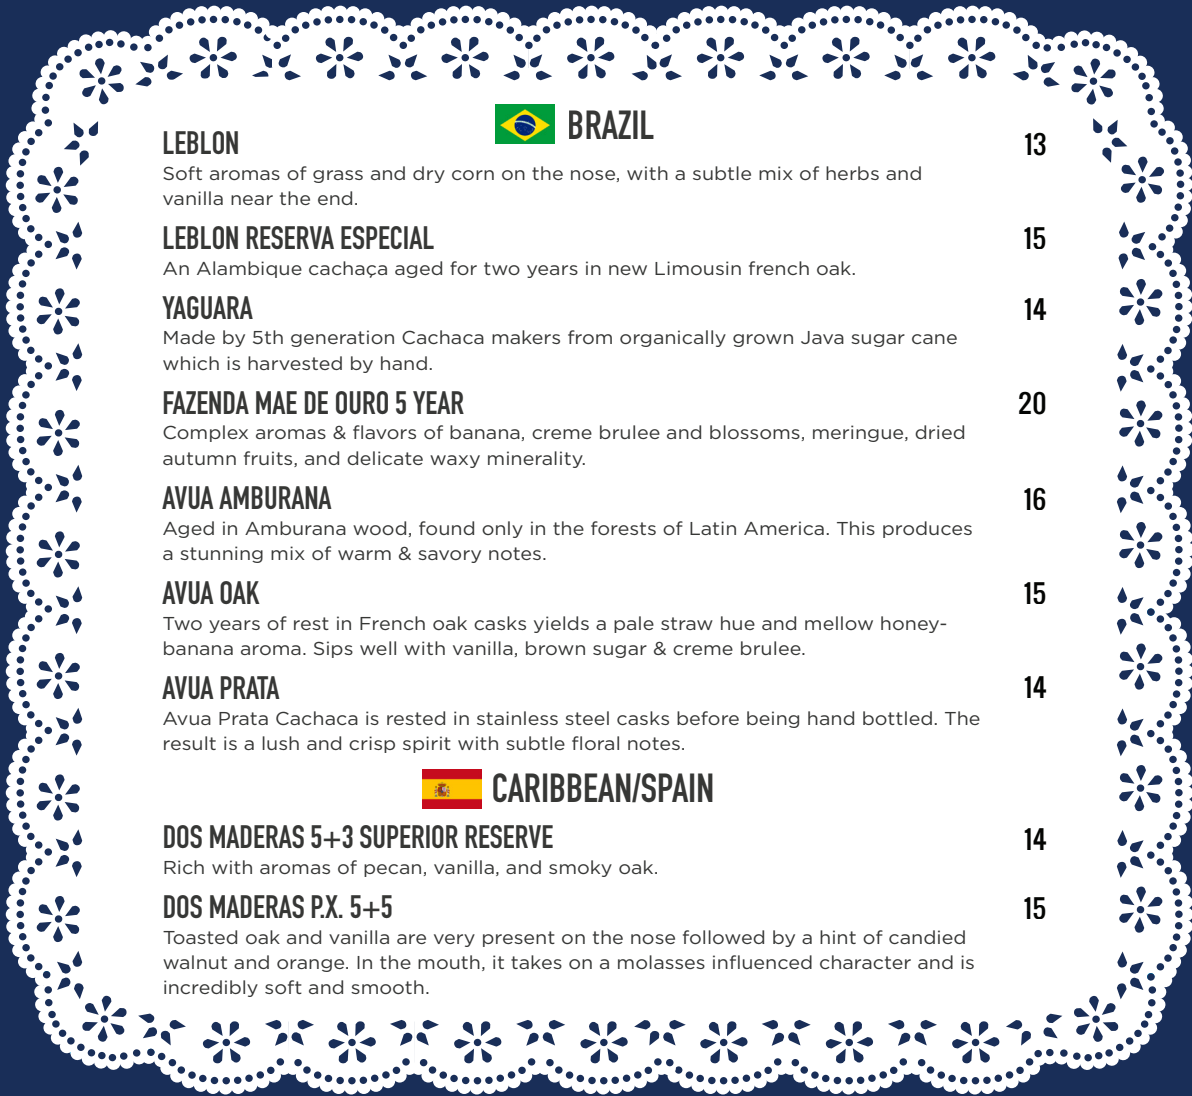 BRAZIL
LEBLON 13
Soft aromas of grass and dry corn on the nose, with a subtle mix of herbs and
vanilla near the end.
LEBLON RESERVA ESPECIAL 15
An Alambique cachaça aged for two years in new Limousin french oak.
YAGUARA 14
Made by 5th generation Cachaca makers from organically grown Java sugar cane
which is harvested by hand.
FAZENDA MAE DE OURO 5 YEAR 20
Complex aromas & flavors of banana, creme brulee and blossoms, meringue, dried
autumn fruits, and delicate waxy minerality.
AVUA AMBURANA 16
Aged in Amburana wood, found only in the forests of Latin America. This produces
a stunning mix of warm & savory notes.
AVUA OAK 15
Two years of rest in French oak casks yields a pale straw hue and mellow honey-
banana aroma. Sips well with vanilla, brown sugar & creme brulee.
AVUA PRATA 14
Avua Prata Cachaca is rested in stainless steel casks before being hand bottled. The
result is a lush and crisp spirit with subtle floral notes.
CARIBBEAN/SPAIN
DOS MADERAS 5+3 SUPERIOR RESERVE 14
Rich with aromas of pecan, vanilla, and smoky oak.
DOS MADERAS P.X. 5+5 15
Toasted oak and vanilla are very present on the nose followed by a hint of candied
walnut and orange. In the mouth, it takes on a molasses influenced character and is
incredibly soft and smooth.